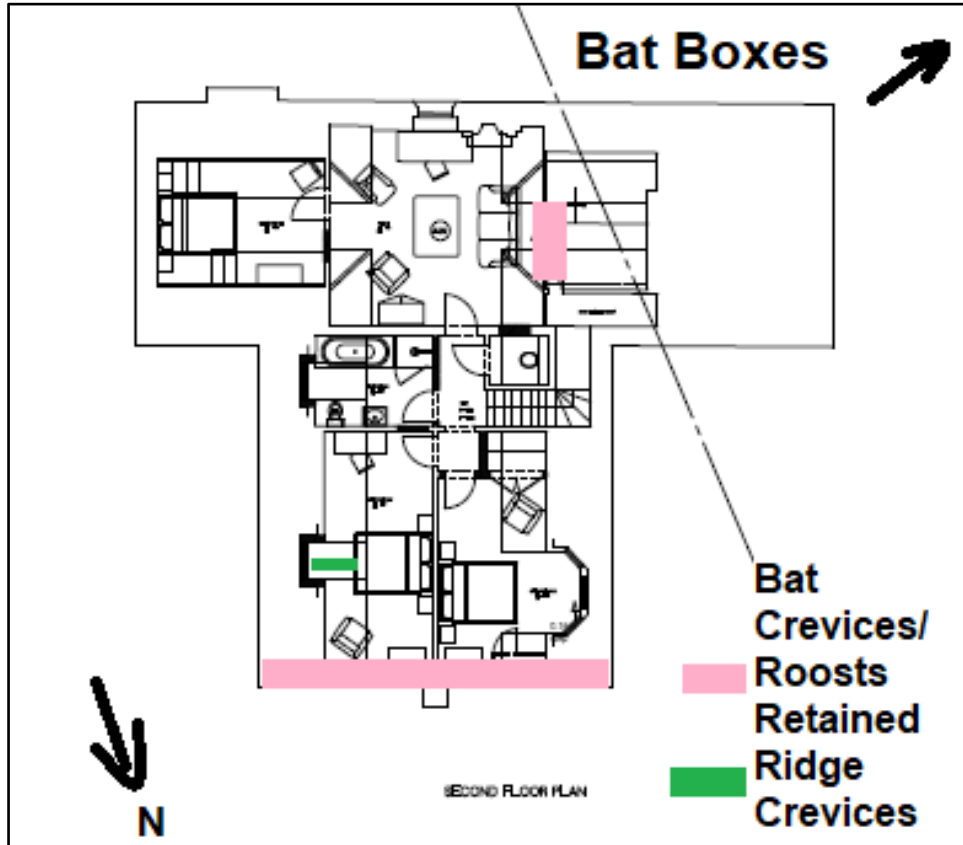 Bat Boxes
Bat
Crevices/
Roosts
Retained
Ridge
Crevices
SECOND FLOOR PLAN
N